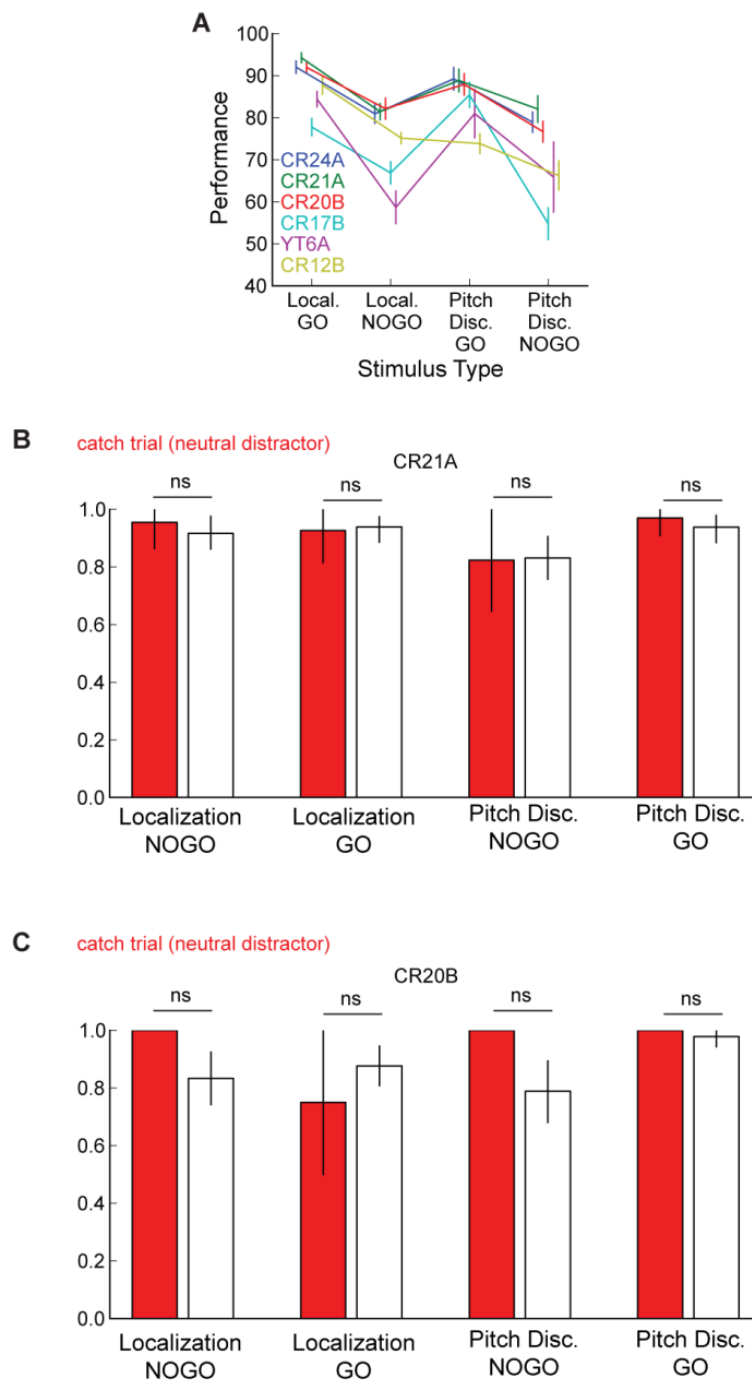 A
Performance
100
90
80
70
60
50
40
CR24A
CR21A
CR20B
CR17B
YT6A
CR12B
Local.
GO
Local.
NOGO
Pitch
Disc.
GO
Pitch
Disc.
NOGO
Stimulus Type
B
catch trial (neutral distractor)
CR21A
ns
ns
ns
ns
1.0
0.8
0.6
0.4
0.2
0.0
Localization
NOGO
Localization
GO
Pitch Disc.
NOGO
Pitch Disc.
GO
C
catch trial (neutral distractor)
CR20B
ns
ns
ns
ns
1.0
0.8
0.6
0.4
0.2
0.0
Localization
NOGO
Localization
GO
Pitch Disc.
NOGO
Pitch Disc.
GO